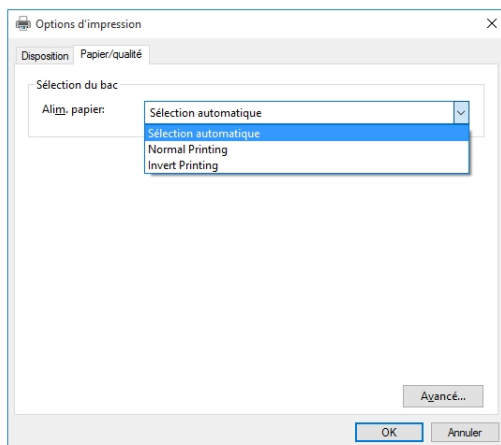 Options d'impression
Disposition Papier/qualité
Sélection du bac
Alim. papier: Sélection automatique
Sélection automatique
Normal Printing
Invert Printing
Avancé...
OK Annuler